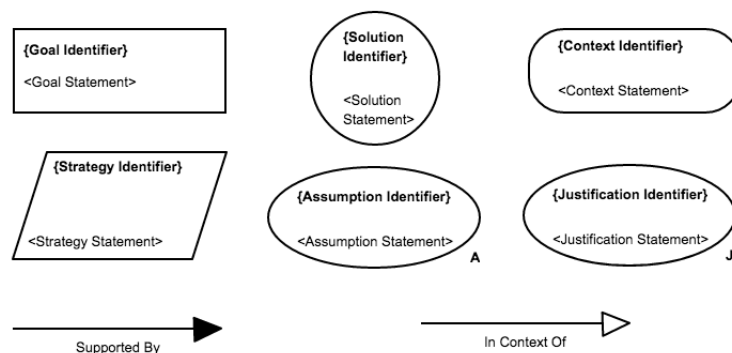 {Goal Identifier}
<Goal Statement>
{Solution
Identifier}
<Solution
Statement>
{Context Identifier}
<Context Statement>
{Strategy Identifier}
<Strategy Statement>
{Assumption Identifier}
<Assumption Statement>
A
{Justification Identifier}
<Justification Statement>
J
Supported By
In Context Of